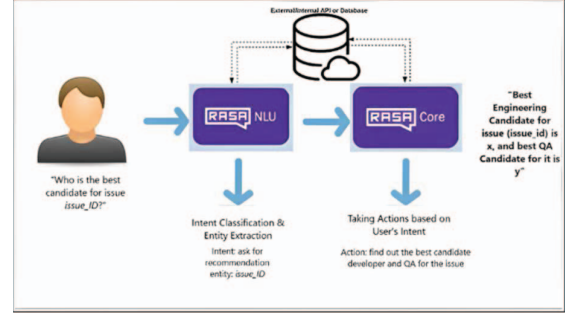 External/Internal API or Database
RASA NLU
RASA Core
"Who is the best
candidate for issue
issue_ID?"
Intent Classification &
Entity Extraction
Intent: ask for
recommendation
entity: issue_ID
Taking Actions based on
User's Intent
Action: find out the best candidate
developer and QA for the issue
"Best
Engineering
Candidate for
issue (issue_id) is
x, and best QA
Candidate for it is
y"